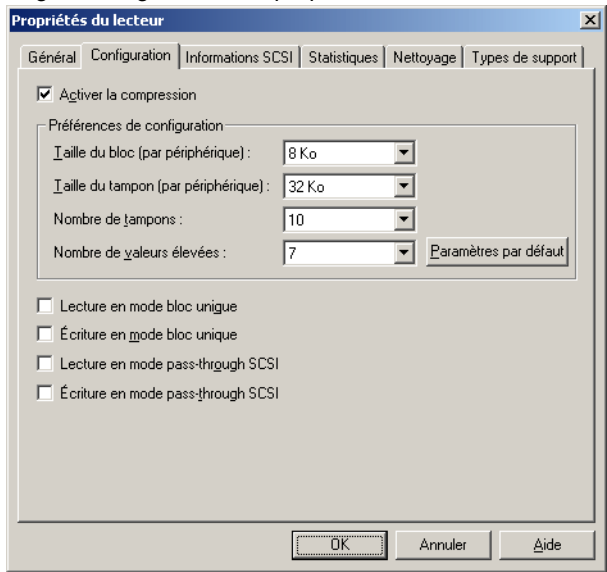 Propriétés du lecteur
Général Configuration Informations SCSI Statistiques Nettoyage Types de support
Activer la compression
Préférences de configuration
Taille du bloc (par périphérique) : 8 Ko
Taille du tampon (par périphérique) : 32 Ko
Nombre de tampons : 10
Nombre de valeurs élevées : 7 Paramètres par défaut
Lecture en mode bloc unique
Écriture en mode bloc unique
Lecture en mode pass-through SCSI
Écriture en mode pass-through SCSI
OK Annuler Aide